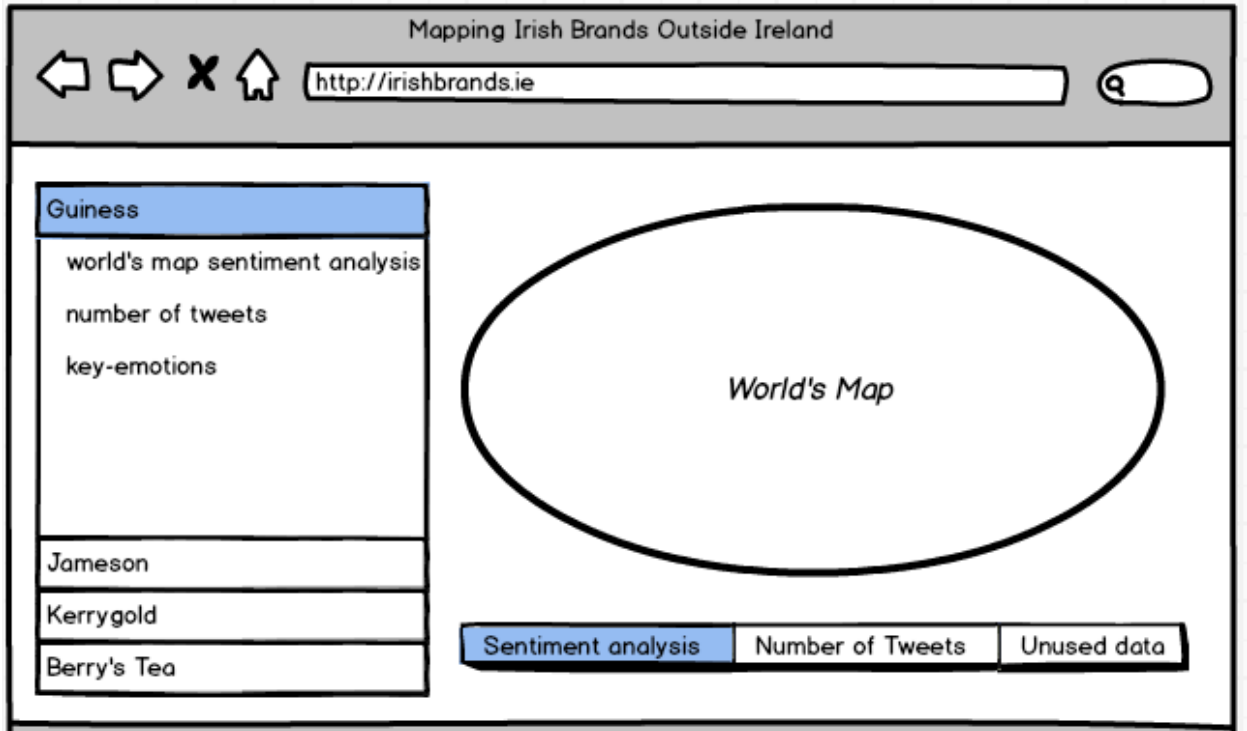 Mapping Irish Brands Outside Ireland
http://irishbrands.ie
Guiness
world's map sentiment analysis
number of tweets
key-emotions
Jameson
Kerrygold
Berry's Tea
World's Map
Sentiment analysis
Number of Tweets
Unused data